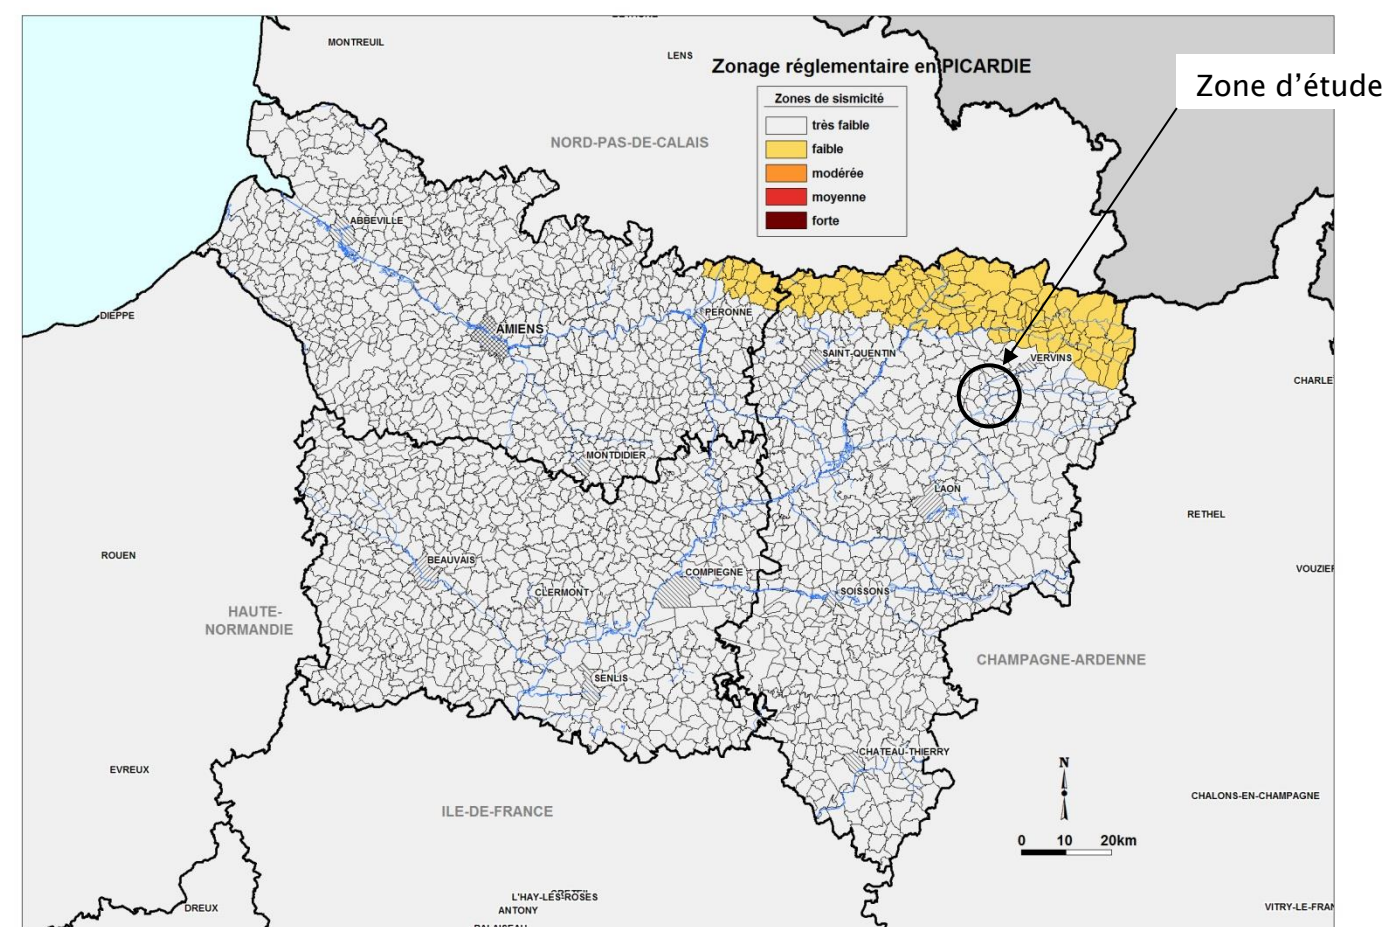 MONTREUIL
LENS
Zonage réglementaire en PICARDIE
Zone d'étude
Zones de sismicité
très faible
faible
modérée
moyenne
forte
NORD-PAS-DE-CALAIS
ABBEVILLE
DIEPPE
AMIENS
PERONNE
SAINT-QUENTIN
VERVINS
CHARLE
MONTDIDIER
LAON
RETHEL
ROUEN
BEAUVAIS
COMPIEGNE
CLERMONT
SOISSONS
VOUZIER
HAUTE-
NORMANDIE
CHAMPAGNE-ARDENNE
SENLIS
CHATEAU-THIERRY
N
EVREUX
ILE-DE-FRANCE
CHALONS-EN-CHAMPAGNE
0 10 20km
L'HAY-LES-ROSES
ANTONY
DREUX
VITRY-LE-FRAN